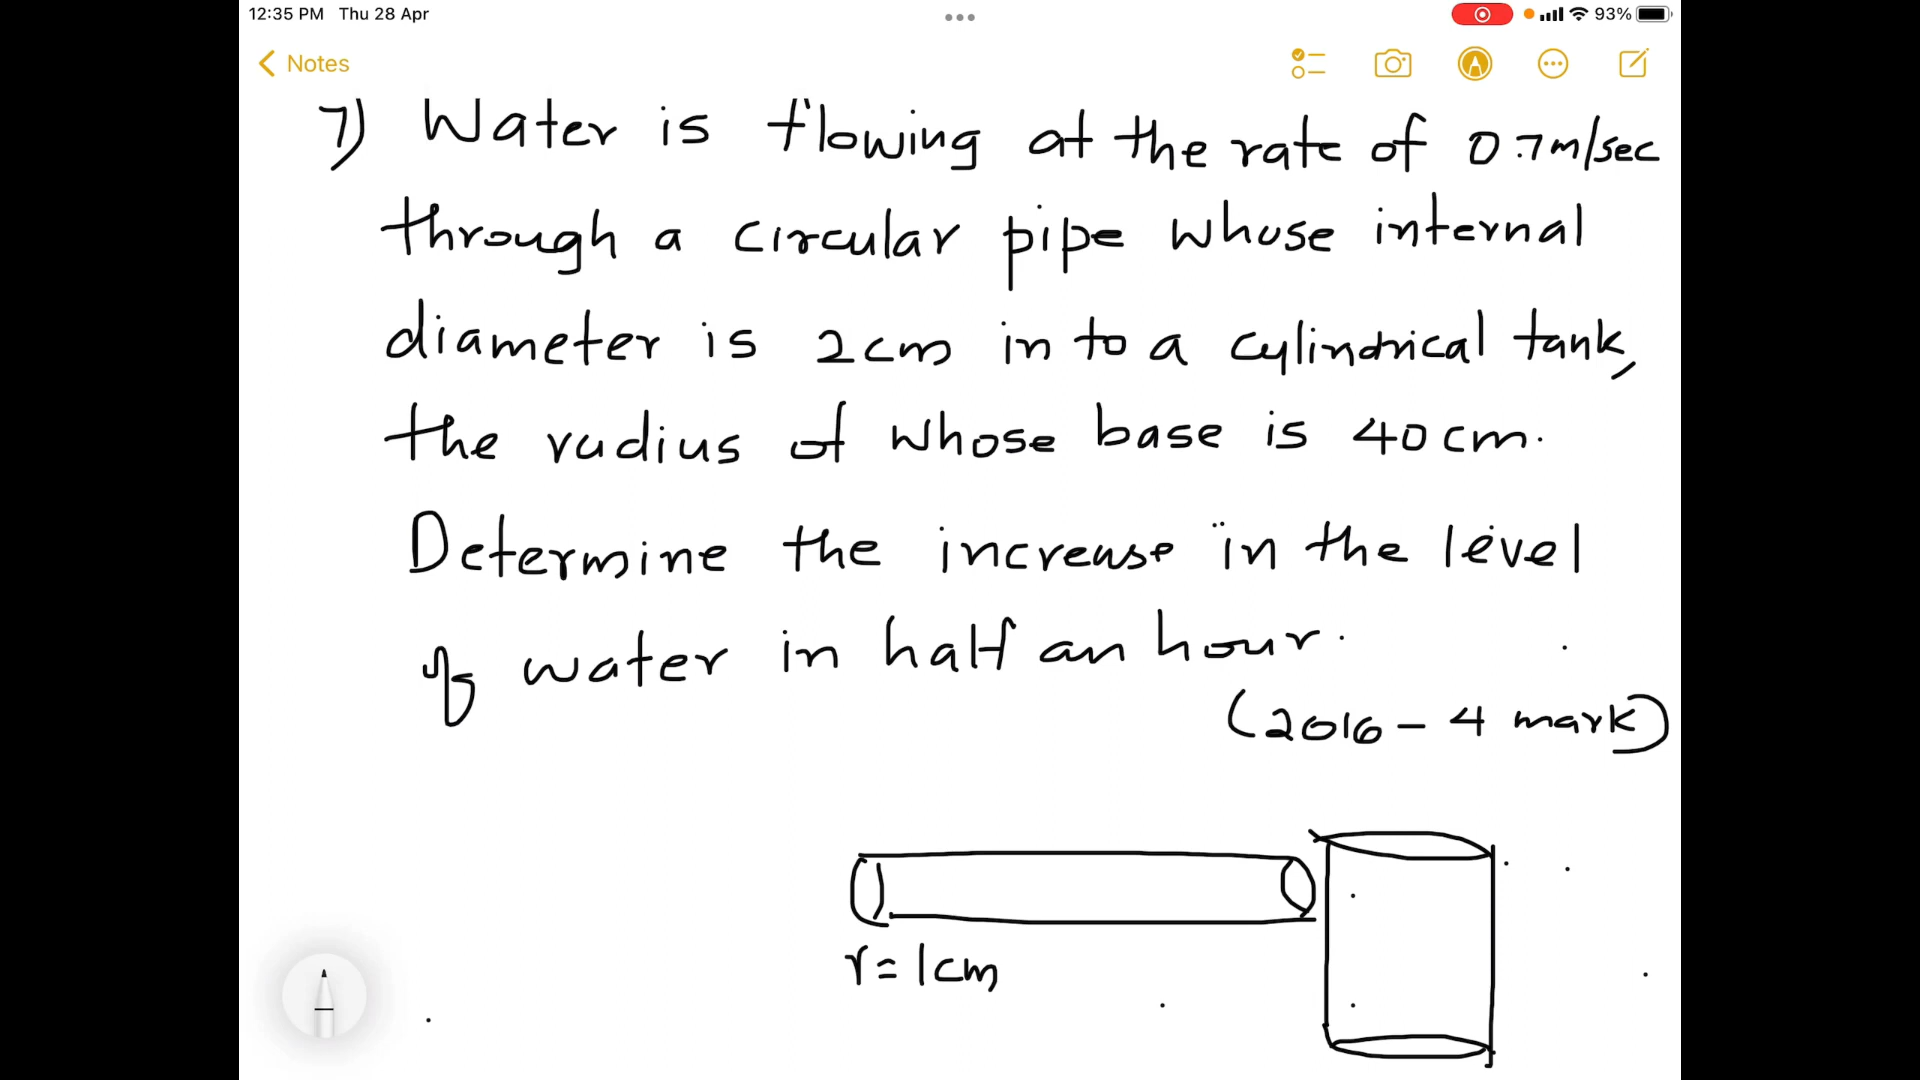 12:35 PM Thu 28 Apr
93%
Notes
7) Water is flowing at the rate of 0.7m/sec
through a circular pipe whose internal
diameter is 2cm in to a cylindrical tank,
the radius of whose base is 40cm.
Determine the increase in the level
of water in half an hour.
(2016 - 4 mark)
r=1cm